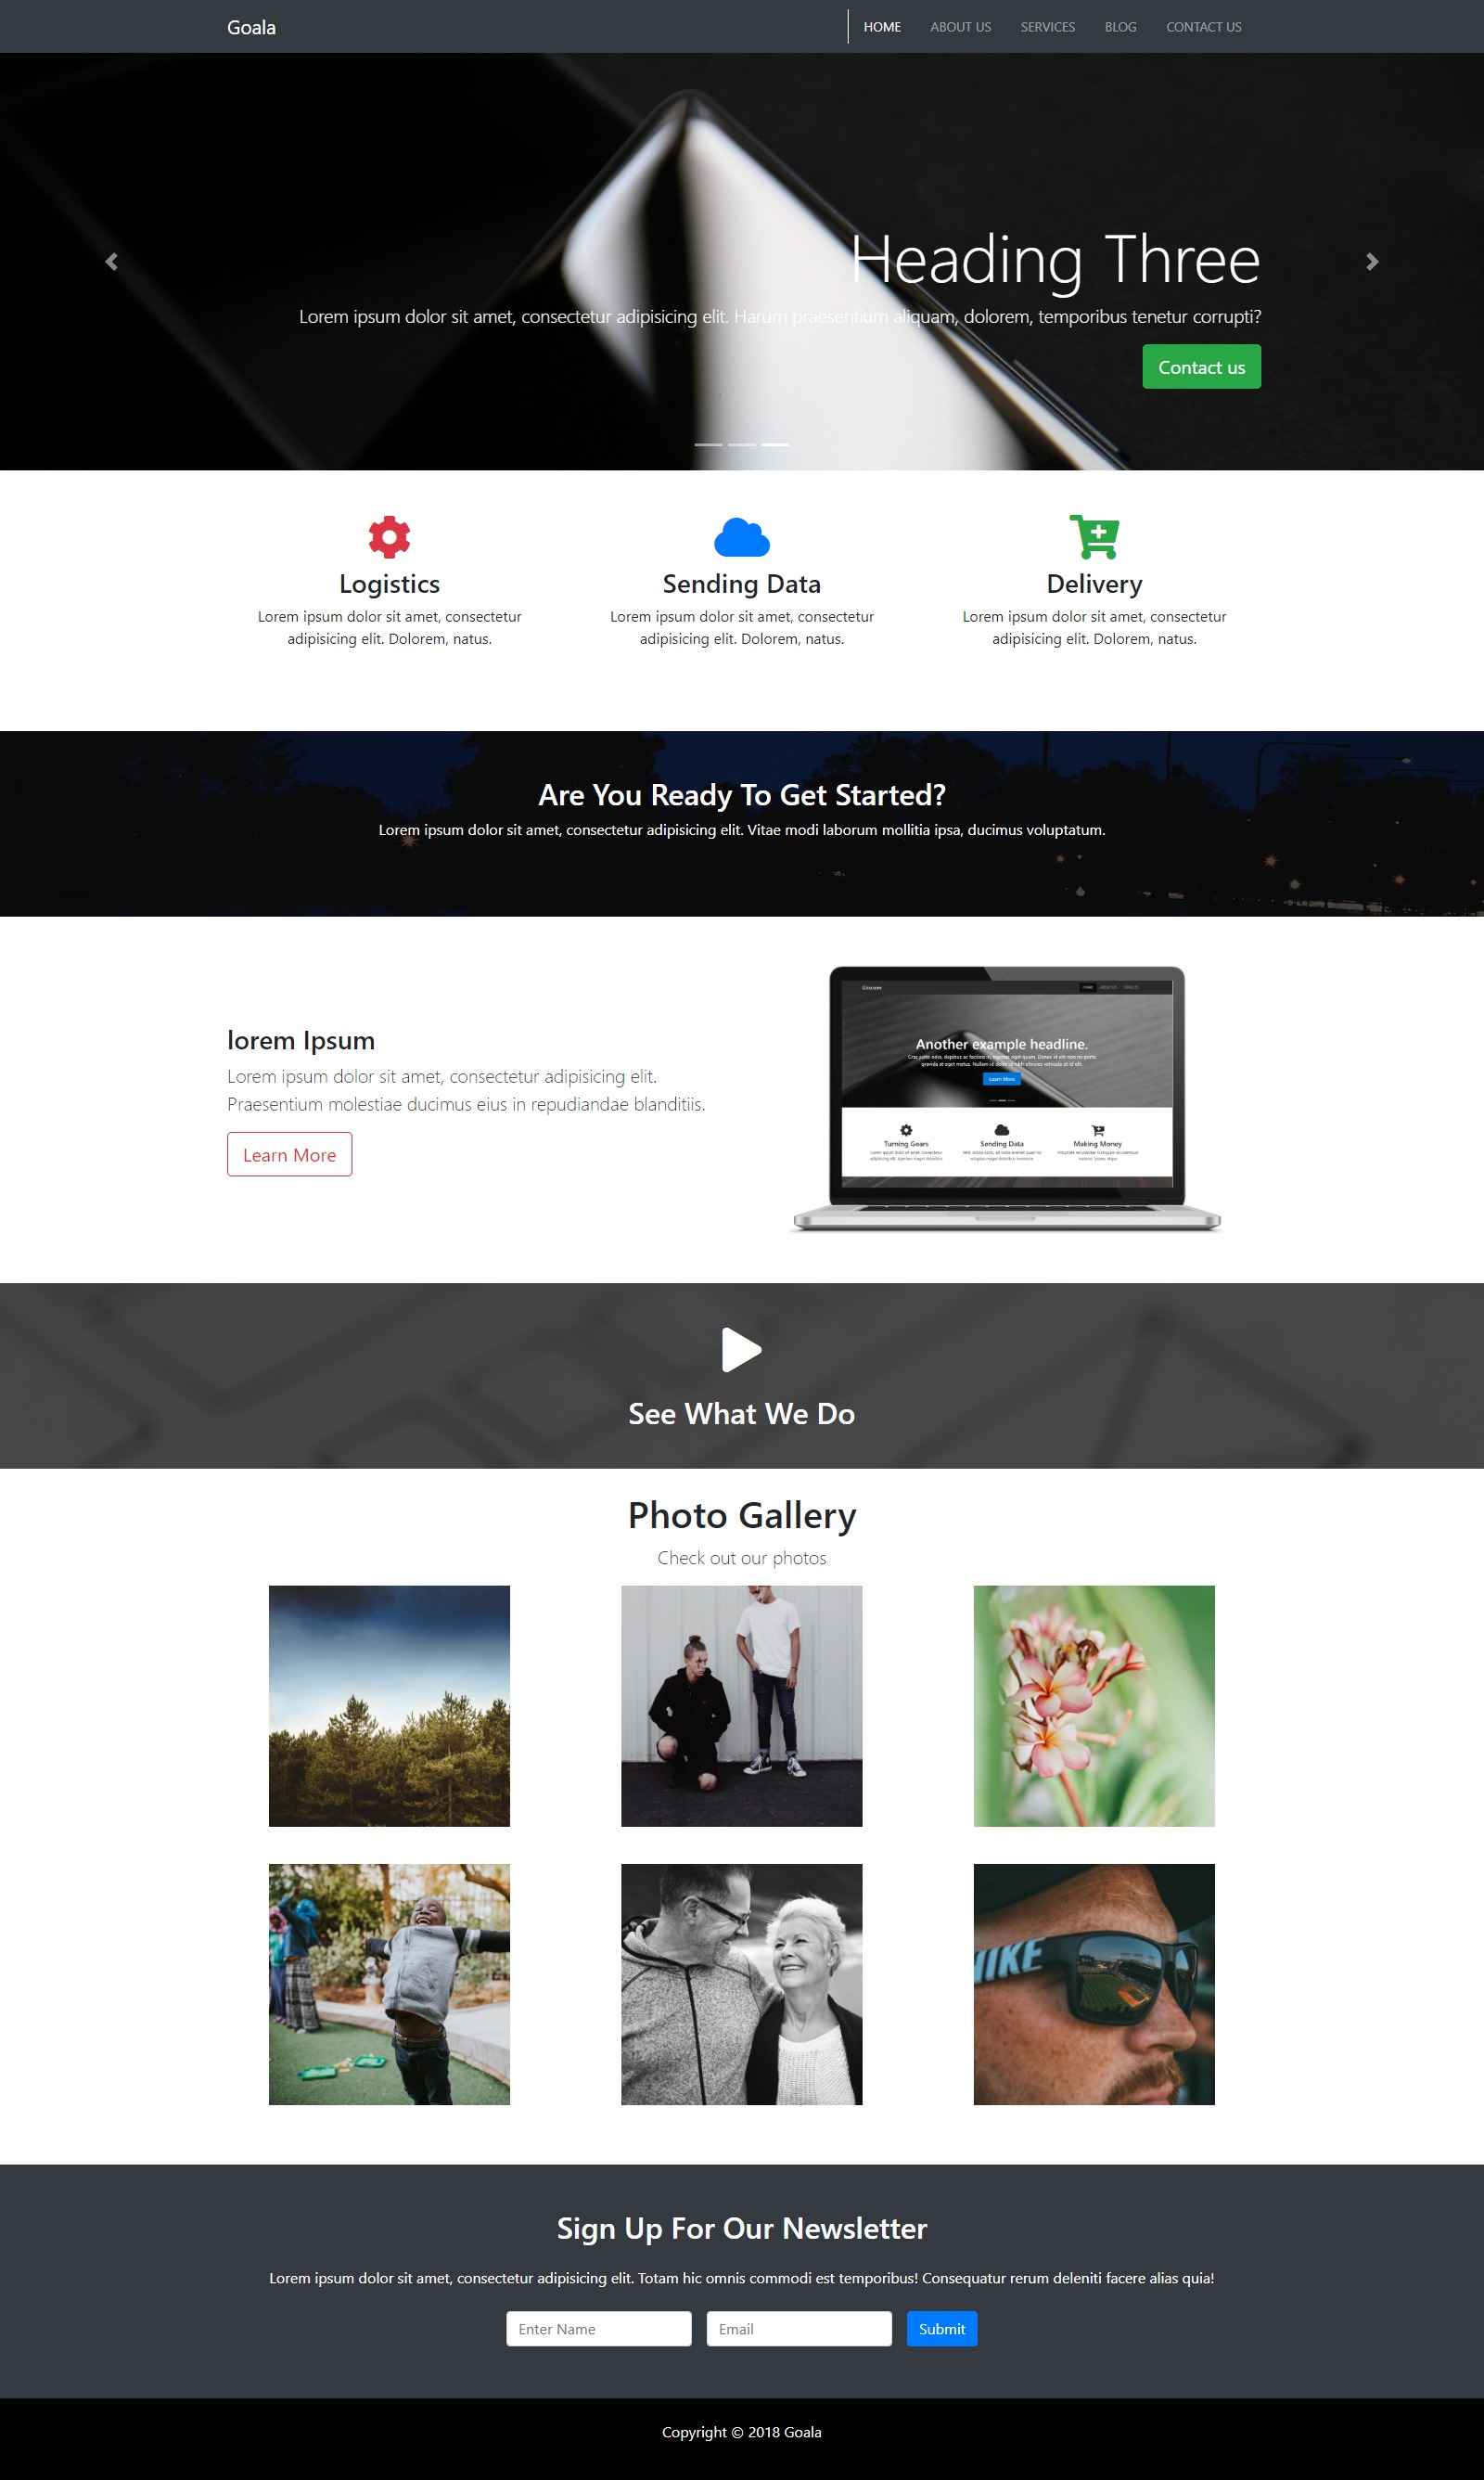 Goala
HOME ABOUT US SERVICES BLOG CONTACT US
Heading Three
Lorem ipsum dolor sit amet, consectetur adipisicing elit. Harum praesentium aliquam, dolorem, temporibus tenetur corrupti?
Contact us
Logistics
Lorem ipsum dolor sit amet, consectetur
adipisicing elit. Dolorem, natus.
Sending Data
Lorem ipsum dolor sit amet, consectetur
adipisicing elit. Dolorem, natus.
Delivery
Lorem ipsum dolor sit amet, consectetur
adipisicing elit. Dolorem, natus.
Are You Ready To Get Started?
Lorem ipsum dolor sit amet, consectetur adipisicing elit. Vitae modi laborum mollitia ipsa, ducimus voluptatum.
lorem Ipsum
Lorem ipsum dolor sit amet, consectetur adipisicing elit.
Praesentium molestiae ducimus eius in repudiandae blanditiis.
Learn More
HOME ABOUT US SERVICES
Another example headline.
Learn More
Turning Gears
Sending Data
Making Money
See What We Do
Photo Gallery
Check out our photos
Sign Up For Our Newsletter
Lorem ipsum dolor sit amet, consectetur adipisicing elit. Totam hic omnis commodi est temporibus! Consequatur rerum deleniti facere alias quia!
Enter Name
Email
Submit
Copyright © 2018 Goala